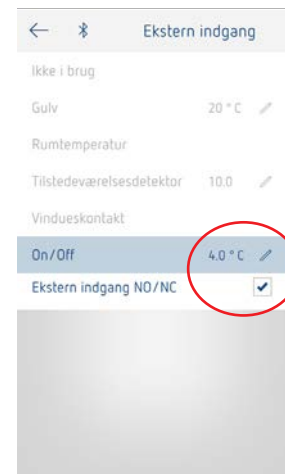 Ekstern indgang
Ikke i brug
Gulv 20 °C
Rumtemperatur
Tilstedeværelsesdetektor 10.0
Vindueskontakt
On/Off 4.0 °C
Ekstern indgang NO/NC